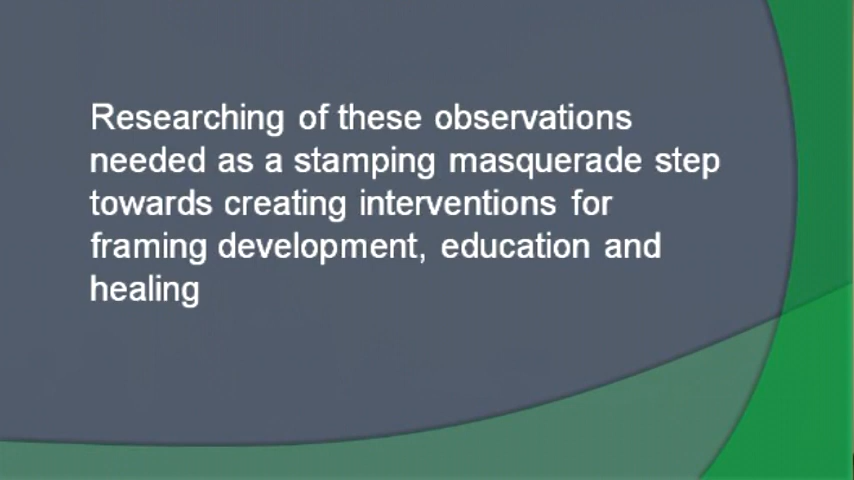 Researching of these observations
needed as a stamping masquerade step
towards creating interventions for
framing development, education and
healing